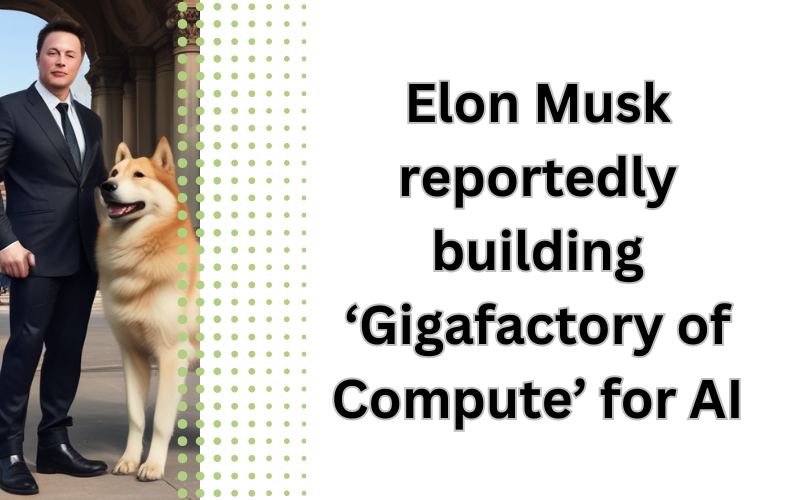 Elon Musk
reportedly
building
‘Gigafactory of
Compute’ for AI